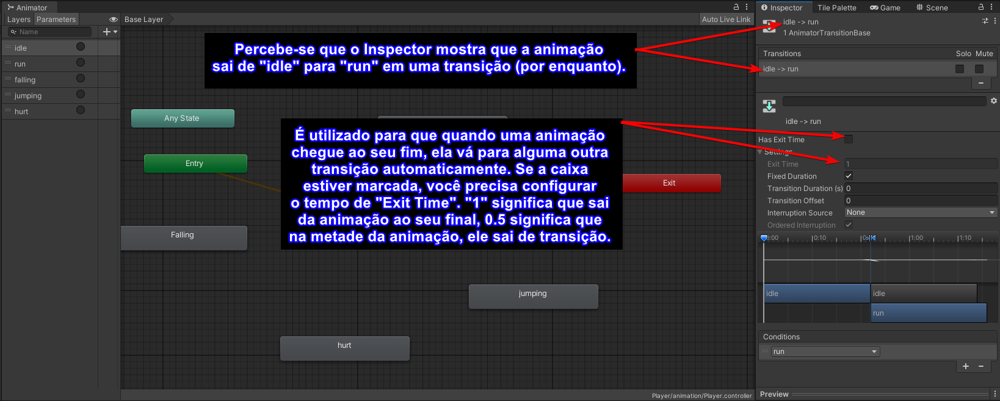 Animator
Layers Parameters
Name
idle
run
falling
jumping
hurt
Base Layer
Auto Live Link
Percebe-se que o Inspector mostra que a animação
sai de "idle" para "run" em uma transição (por enquanto).
Any State
Entry
É utilizado para que quando uma animação
chegue ao seu fim, ela vá para alguma outra
transição automaticamente. Se a caixa
estiver marcada, você precisa configurar
o tempo de "Exit Time". "1" significa que sai
da animação ao seu final, 0.5 significa que
na metade da animação, ele sai de transição.
Exit
Falling
jumping
hurt
Player/animation/Player.controller
Inspector Tile Palette Game Scene
idle -> run
1 AnimatorTransitionBase
Transitions Solo Mute
idle -> run
idle -> run
Has Exit Time
Settings
Exit Time 1
Fixed Duration
Transition Duration (s) 0
Transition Offset 0
Interruption Source None
Ordered Interruption
:00 0:10 1:00 1:10
idle idle
run
Conditions
run
Preview